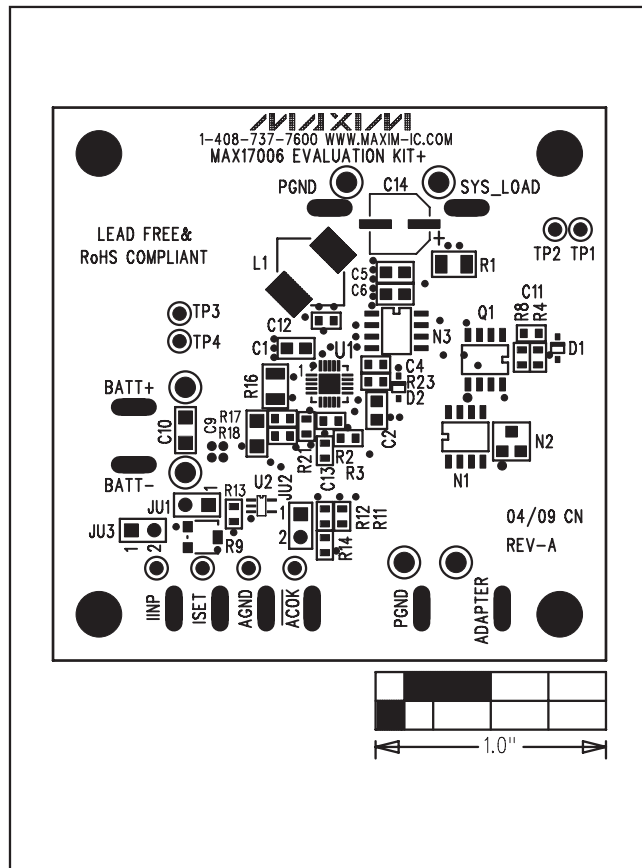 MAXIM
1-408-737-7600 WWW.MAXIM-IC.COM
MAX17006 EVALUATION KIT+
PGND
C14
SYS_LOAD
+
LEAD FREE&
RoHS COMPLIANT
TP2 TP1
L1
C5
C6
R1
TP3
TP4
C12
C1
U1
1
N3
Q1
C11
R8
R4
D1
C4
R23
D2
R16
BATT+
C10
C9
R17
R18
R21
R2
R3
C2
C13
N1
N2
BATT-
JU1
1
R13
U2
JU2
1
2
R12
R11
R14
JU3
1
2
R9
04/09 CN
REV-A
IINP
ISET
AGND
ACOK
PGND
ADAPTER
1.0"